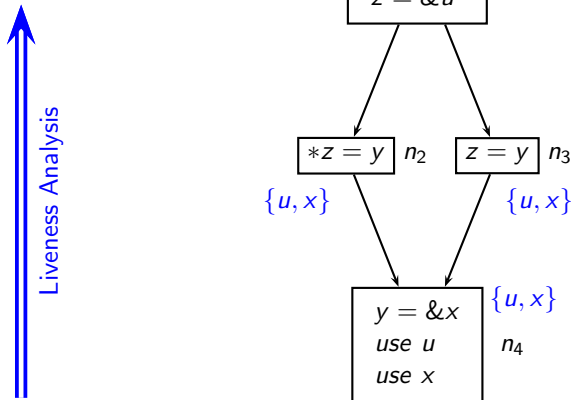 z = &u
*z = y n2
z = y n3
{u, x}
{u, x}
Liveness Analysis
{u, x}
y = &x
use u n4
use x